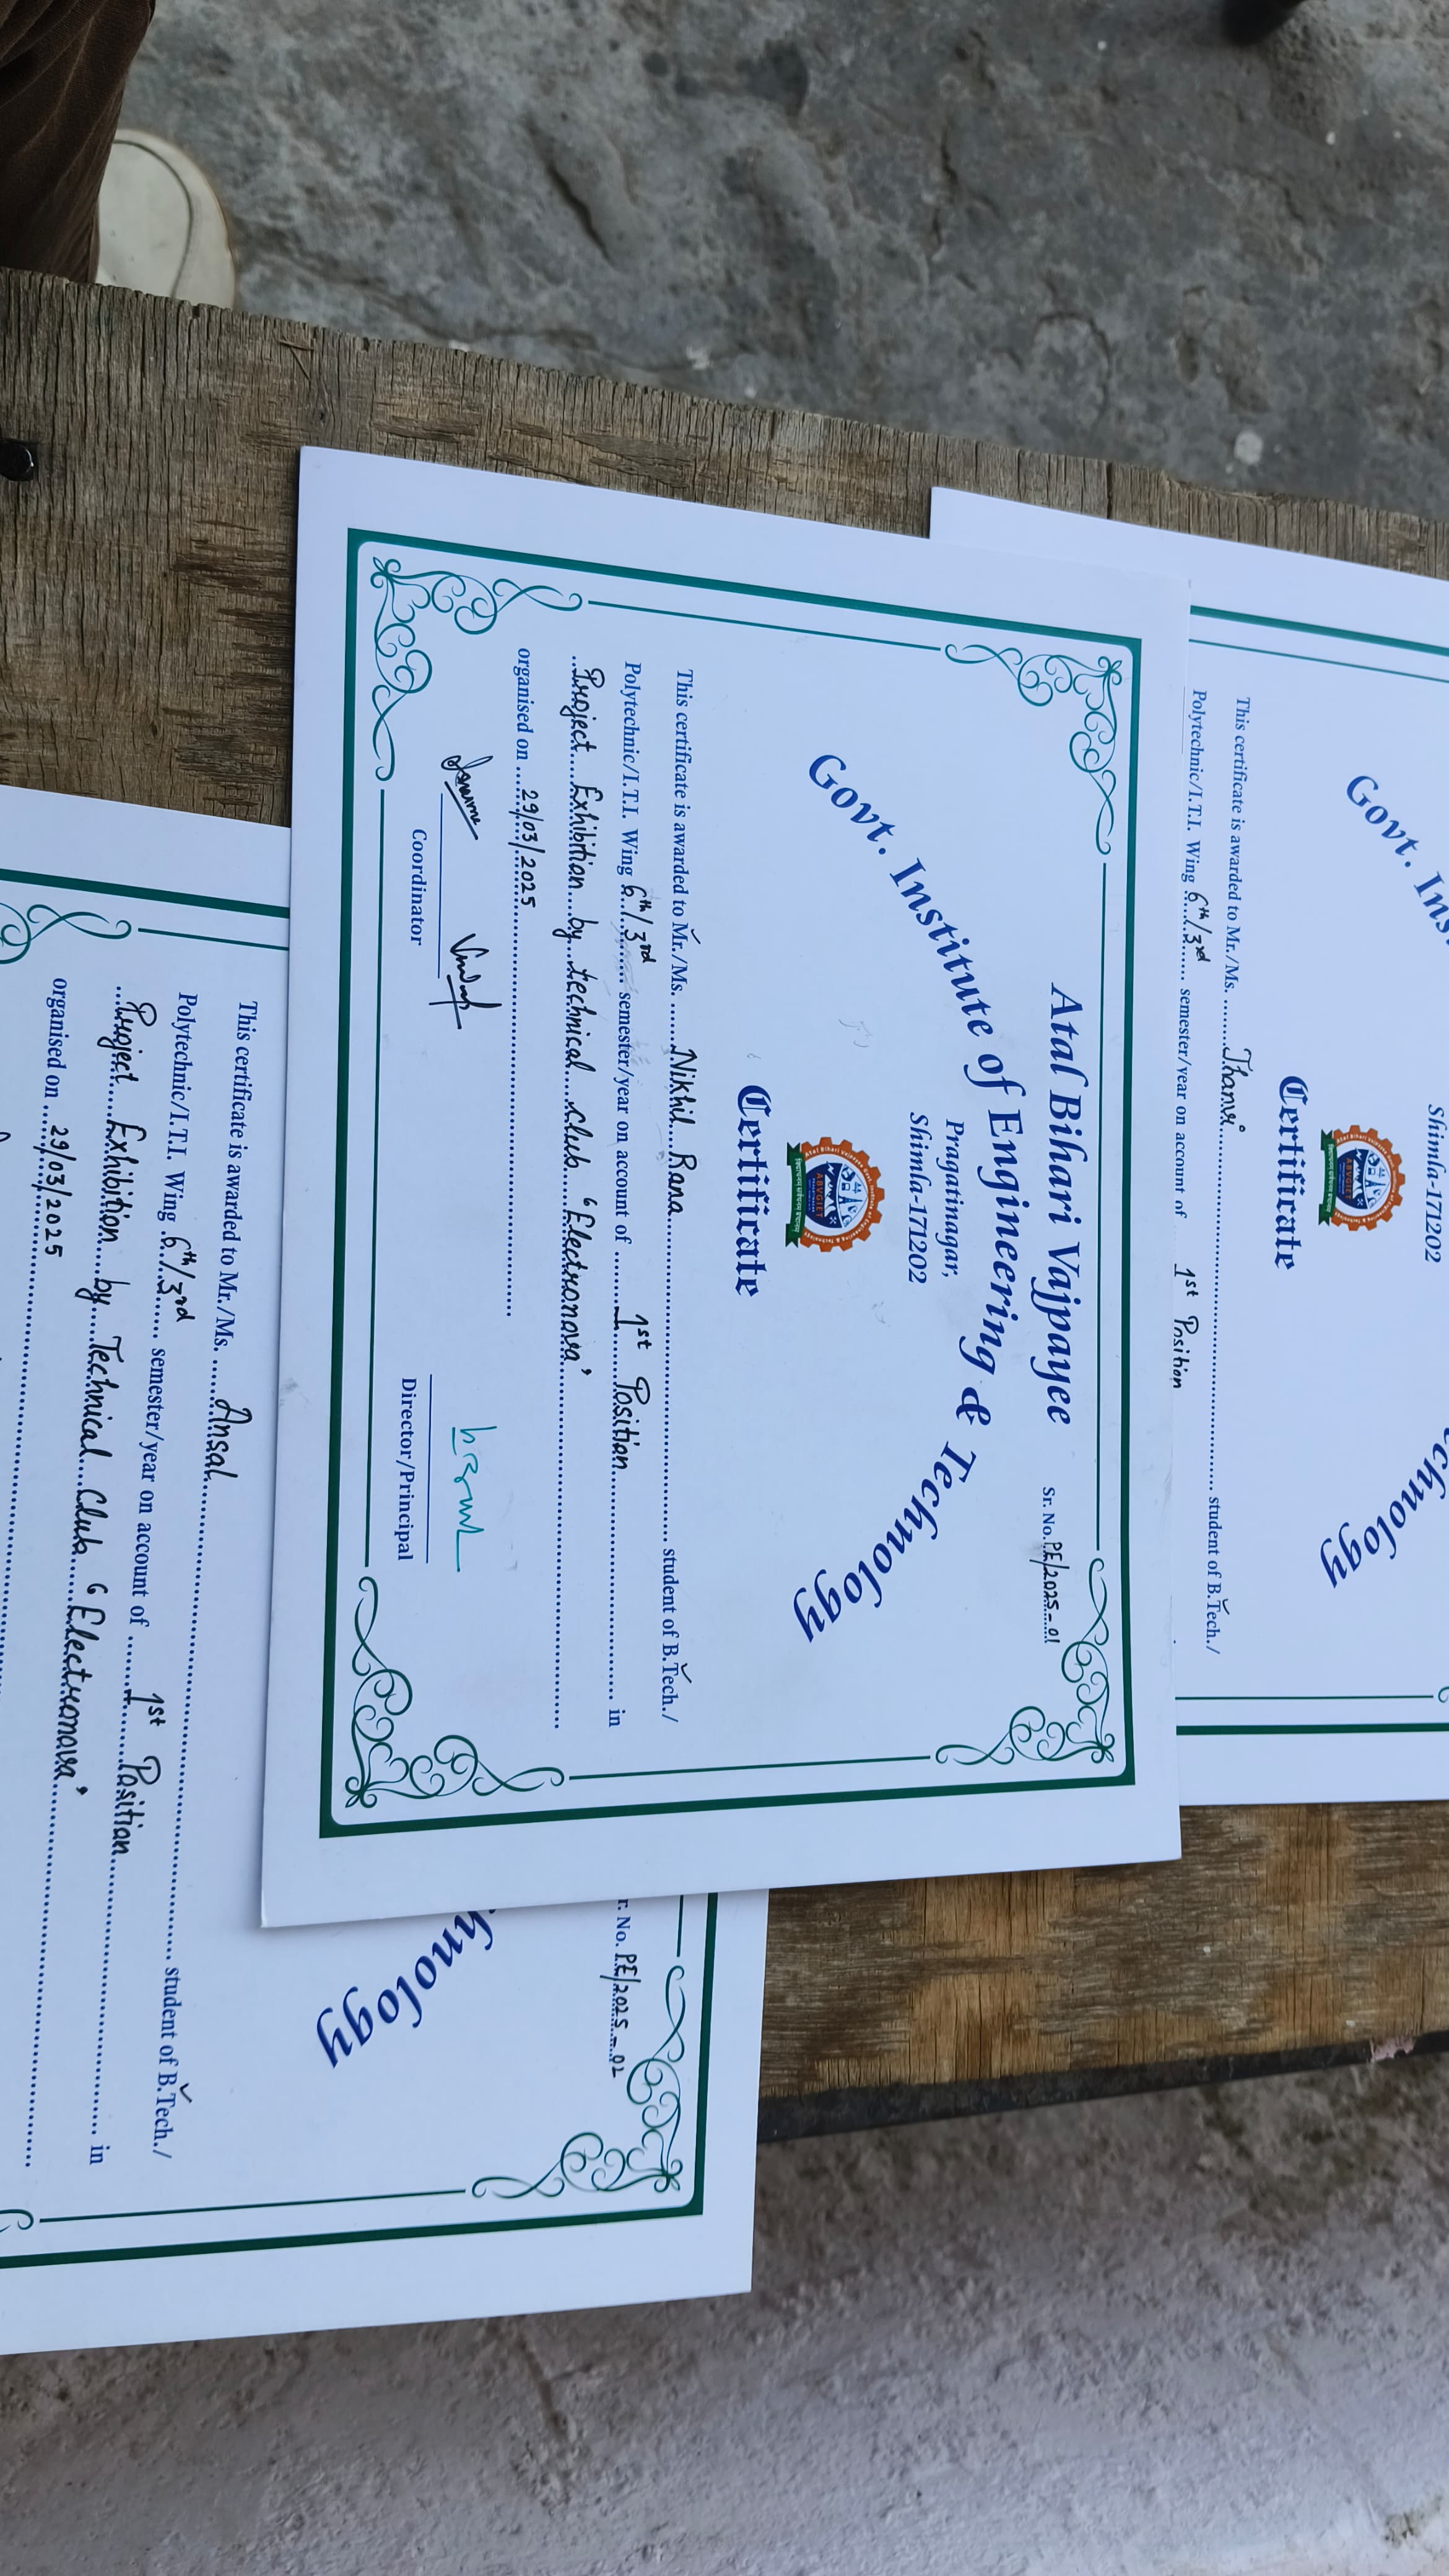 Atal Bihari Vajpayee
Sr. No. PE/2025-01
Govt. Institute of Engineering & Technology
Pragatinagar,
Shimla-171202
ABVGIET
Certificate
This certificate is awarded to Mr./Ms. Nikhil Rana student of B.Tech./
Polytechnic/I.T.I. Wing 6th/3rd semester/year on account of 1st Position in
Project Exhibition by technical club 'Electronova'
organised on 29/03/2025
Coordinator
Director/Principal
Govt. Ins
chnology
Shimla-171202
ABVGIET
Certificate
This certificate is awarded to Mr./Ms. Thanvi student of B.Tech./
Polytechnic/I.T.I. Wing 6th/3rd semester/year on account of 1st Position
r. No. PE/2025-02
hnology
This certificate is awarded to Mr./Ms. Ansal student of B.Tech./
Polytechnic/I.T.I. Wing 6th/3rd semester/year on account of 1st Position in
Project Exhibition by Technical Club 'Electronova'
organised on 29/03/2025